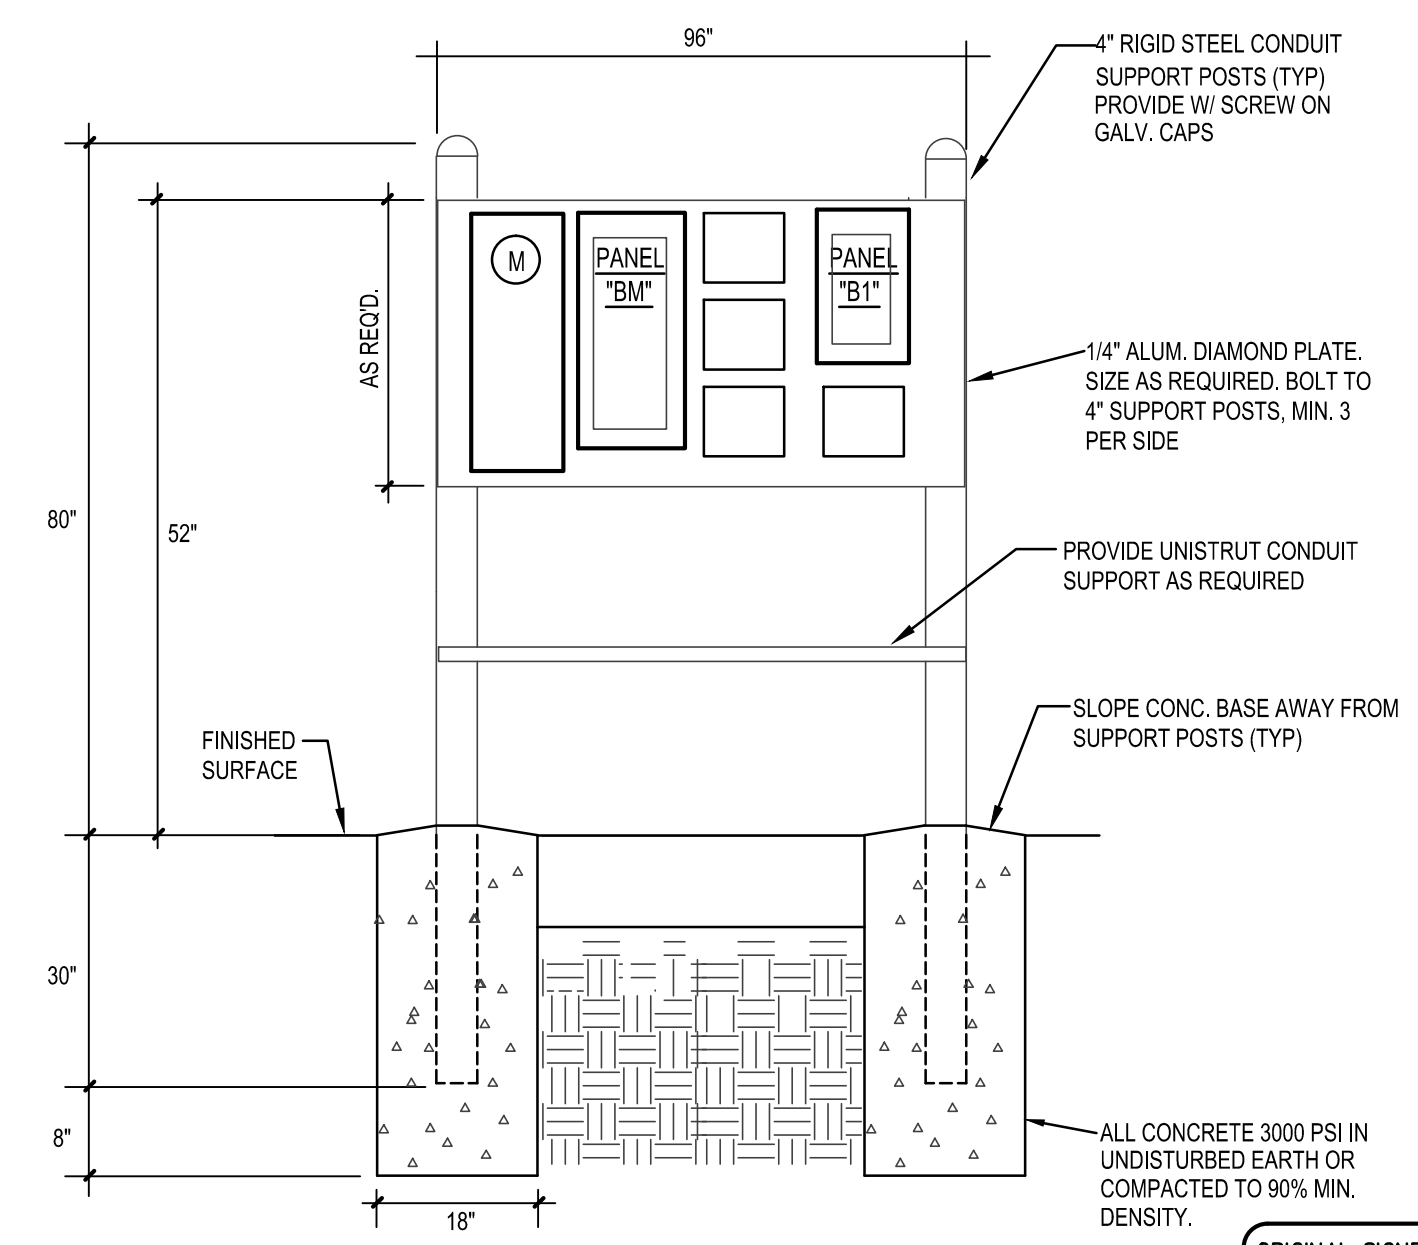 96"
4" RIGID STEEL CONDUIT
SUPPORT POSTS (TYP)
PROVIDE W/ SCREW ON
GALV. CAPS
M
PANEL
"BM"
PANEL
"B1"
AS REQ'D.
1/4" ALUM. DIAMOND PLATE.
SIZE AS REQUIRED. BOLT TO
4" SUPPORT POSTS, MIN. 3
PER SIDE
80"
52"
PROVIDE UNISTRUT CONDUIT
SUPPORT AS REQUIRED
SLOPE CONC. BASE AWAY FROM
SUPPORT POSTS (TYP)
FINISHED
SURFACE
30"
8"
18"
ALL CONCRETE 3000 PSI IN
UNDISTURBED EARTH OR
COMPACTED TO 90% MIN.
DENSITY.